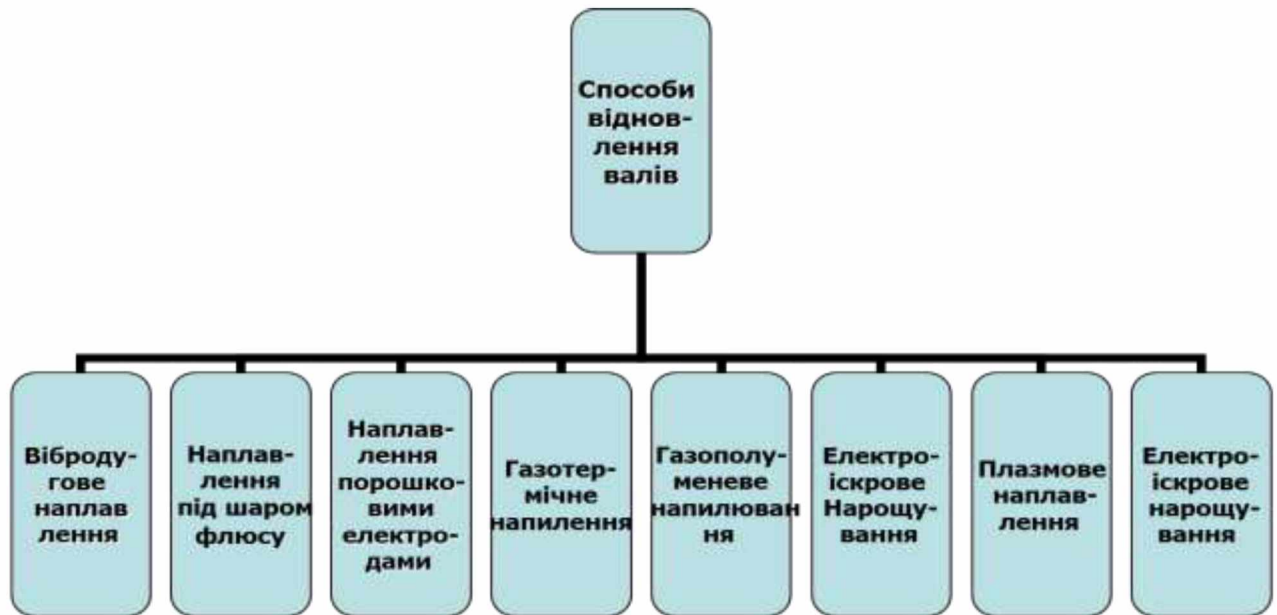 Способи
віднов-
лення
валів
Віброду-
гове
наплав
лення
Наплав-
лення
під шаром
флюсу
Наплав-
лення
порошко-
вими
електро-
дами
Газотер-
мічне
напилення
Газополу-
меневе
напилюван
ня
Електро-
іскрове
Нарощу-
вання
Плазмове
наплав-
лення
Електро-
іскрове
нарощу-
вання